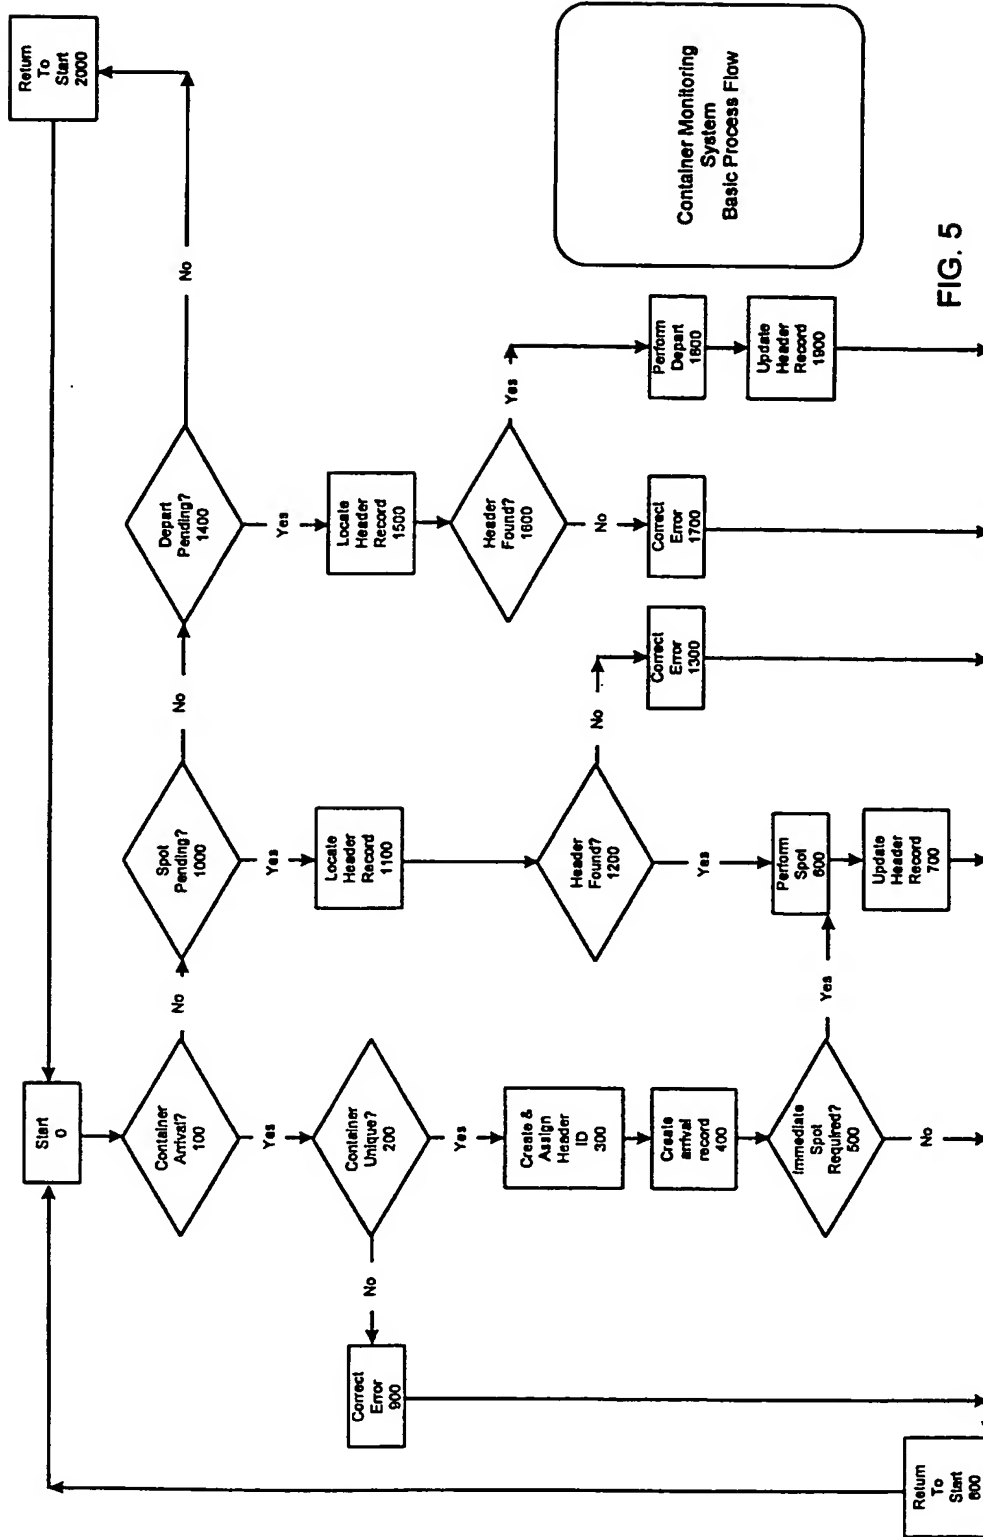 Return
To
Start
2000
Start
0
Container
Arrival?
100
No
Spot
Pending?
1000
No
Depart
Pending?
1400
No
Yes
Yes
Yes
Correct
Error
900
No
Container
Unique?
200
Locate
Header
Record
1100
Locate
Header
Record
1500
Yes
Header
Found?
1600
Yes
Create &
Assign
Header
ID
300
Header
Found?
1200
No
No
Create
arrival
record
400
Correct
Error
1300
Correct
Error
1700
Perform
Depart
1800
Yes
Immediate
Spot
Required?
500
Yes
Perform
Spot
600
Update
Header
Record
1900
No
Update
Header
Record
700
Return
To
Start
800
Container Monitoring
System
Basic Process Flow
FIG. 5